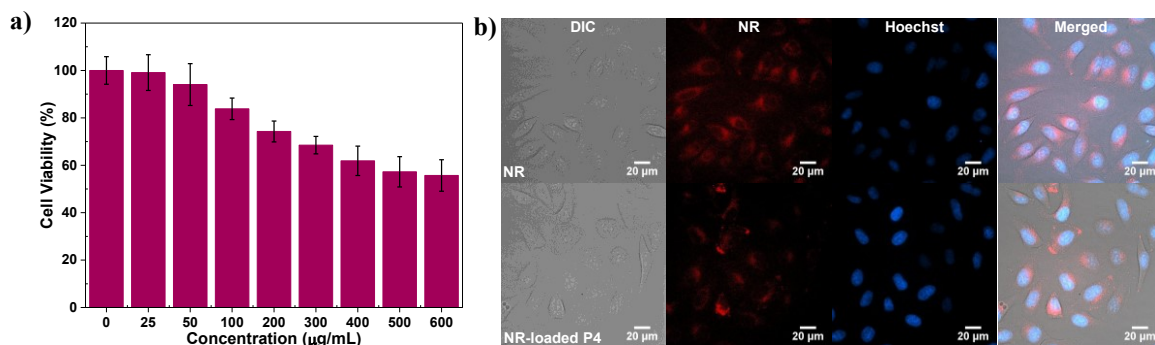 a)
Cell Viability (%)
120
100
80
60
40
20
0
0 25 50 100 200 300 400 500 600
Concentration (µg/mL)
b)
DIC NR Hoechst Merged
20 µm 20 µm 20 µm 20 µm
NR
20 µm 20 µm 20 µm 20 µm
NR-loaded P4